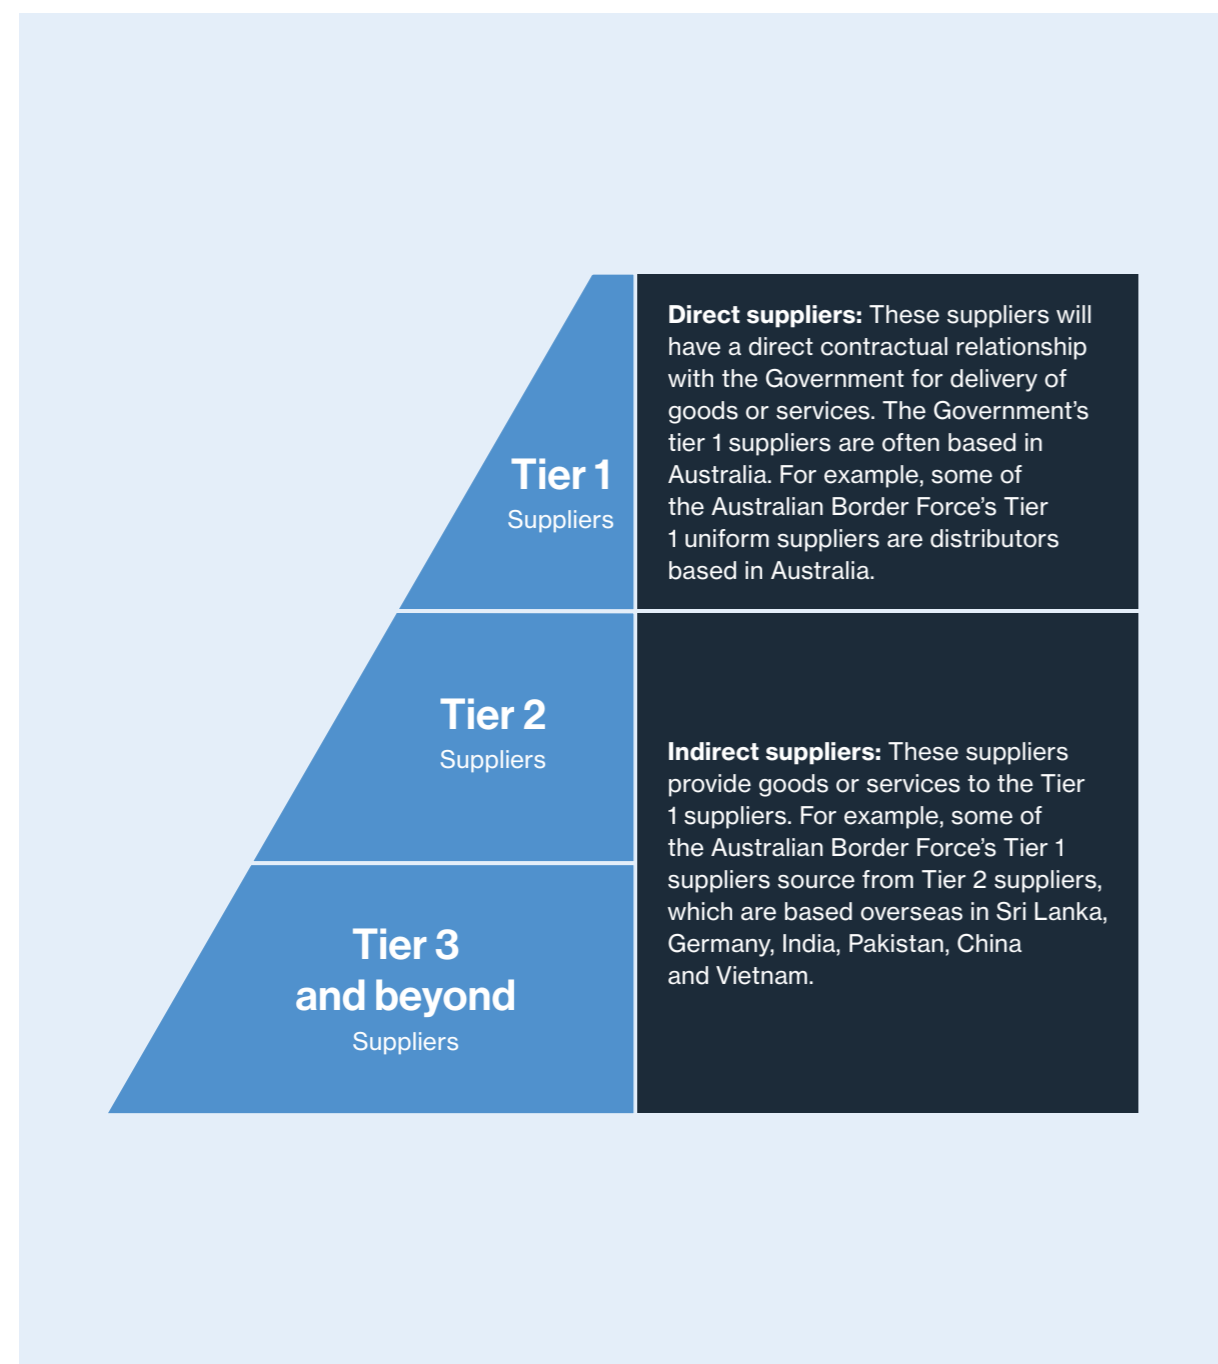 Tier 1
Suppliers
Direct suppliers: These suppliers will
have a direct contractual relationship
with the Government for delivery of
goods or services. The Government’s
tier 1 suppliers are often based in
Australia. For example, some of
the Australian Border Force’s Tier
1 uniform suppliers are distributors
based in Australia.
Tier 2
Suppliers
Tier 3
and beyond
Suppliers
Indirect suppliers: These suppliers
provide goods or services to the Tier
1 suppliers. For example, some of
the Australian Border Force’s Tier 1
suppliers source from Tier 2 suppliers,
which are based overseas in Sri Lanka,
Germany, India, Pakistan, China
and Vietnam.